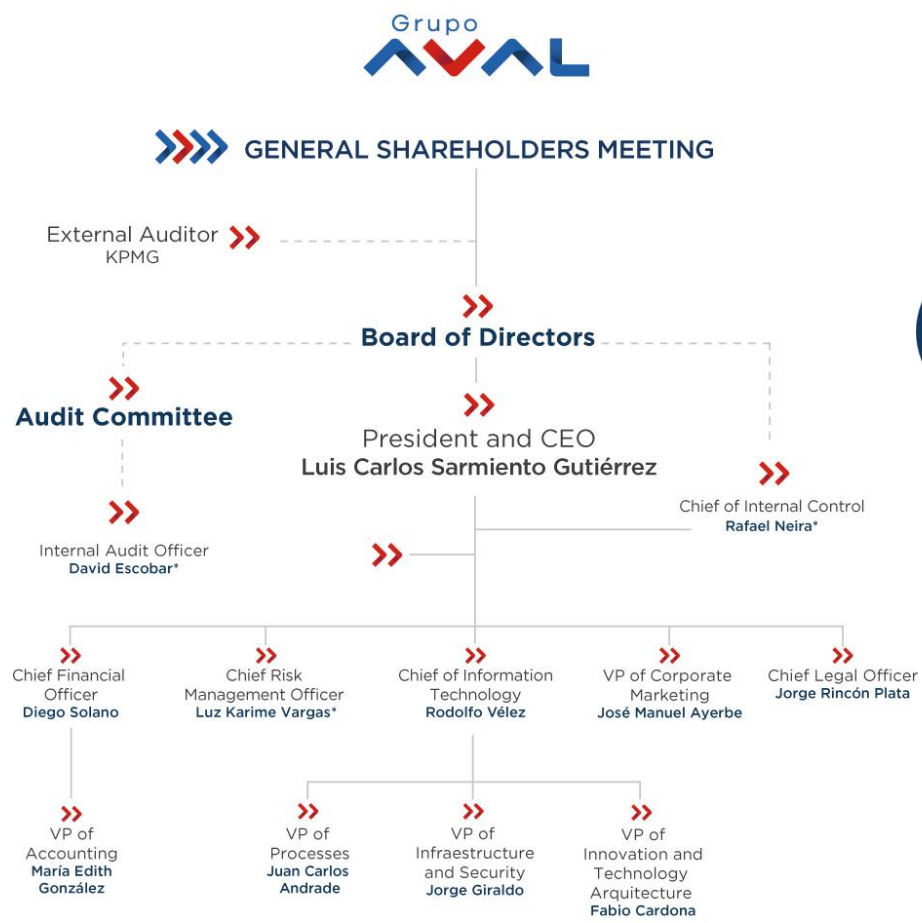 Grupo
AVAL
GENERAL SHAREHOLDERS MEETING
External Auditor
KPMG
Board of Directors
Audit Committee
President and CEO
Luis Carlos Sarmiento Gutiérrez
Chief of Internal Control
Rafael Neira*
Internal Audit Officer
David Escobar*
Chief Financial
Officer
Diego Solano
Chief Risk
Management Officer
Luz Karime Vargas*
Chief of Information
Technology
Rodolfo Vélez
VP of Corporate
Marketing
José Manuel Ayerbe
Chief Legal Officer
Jorge Rincón Plata
VP of
Accounting
María Edith
González
VP of
Processes
Juan Carlos
Andrade
VP of
Infraestructure
and Security
Jorge Giraldo
VP of
Innovation and
Technology
Arquitecture
Fabio Cardona